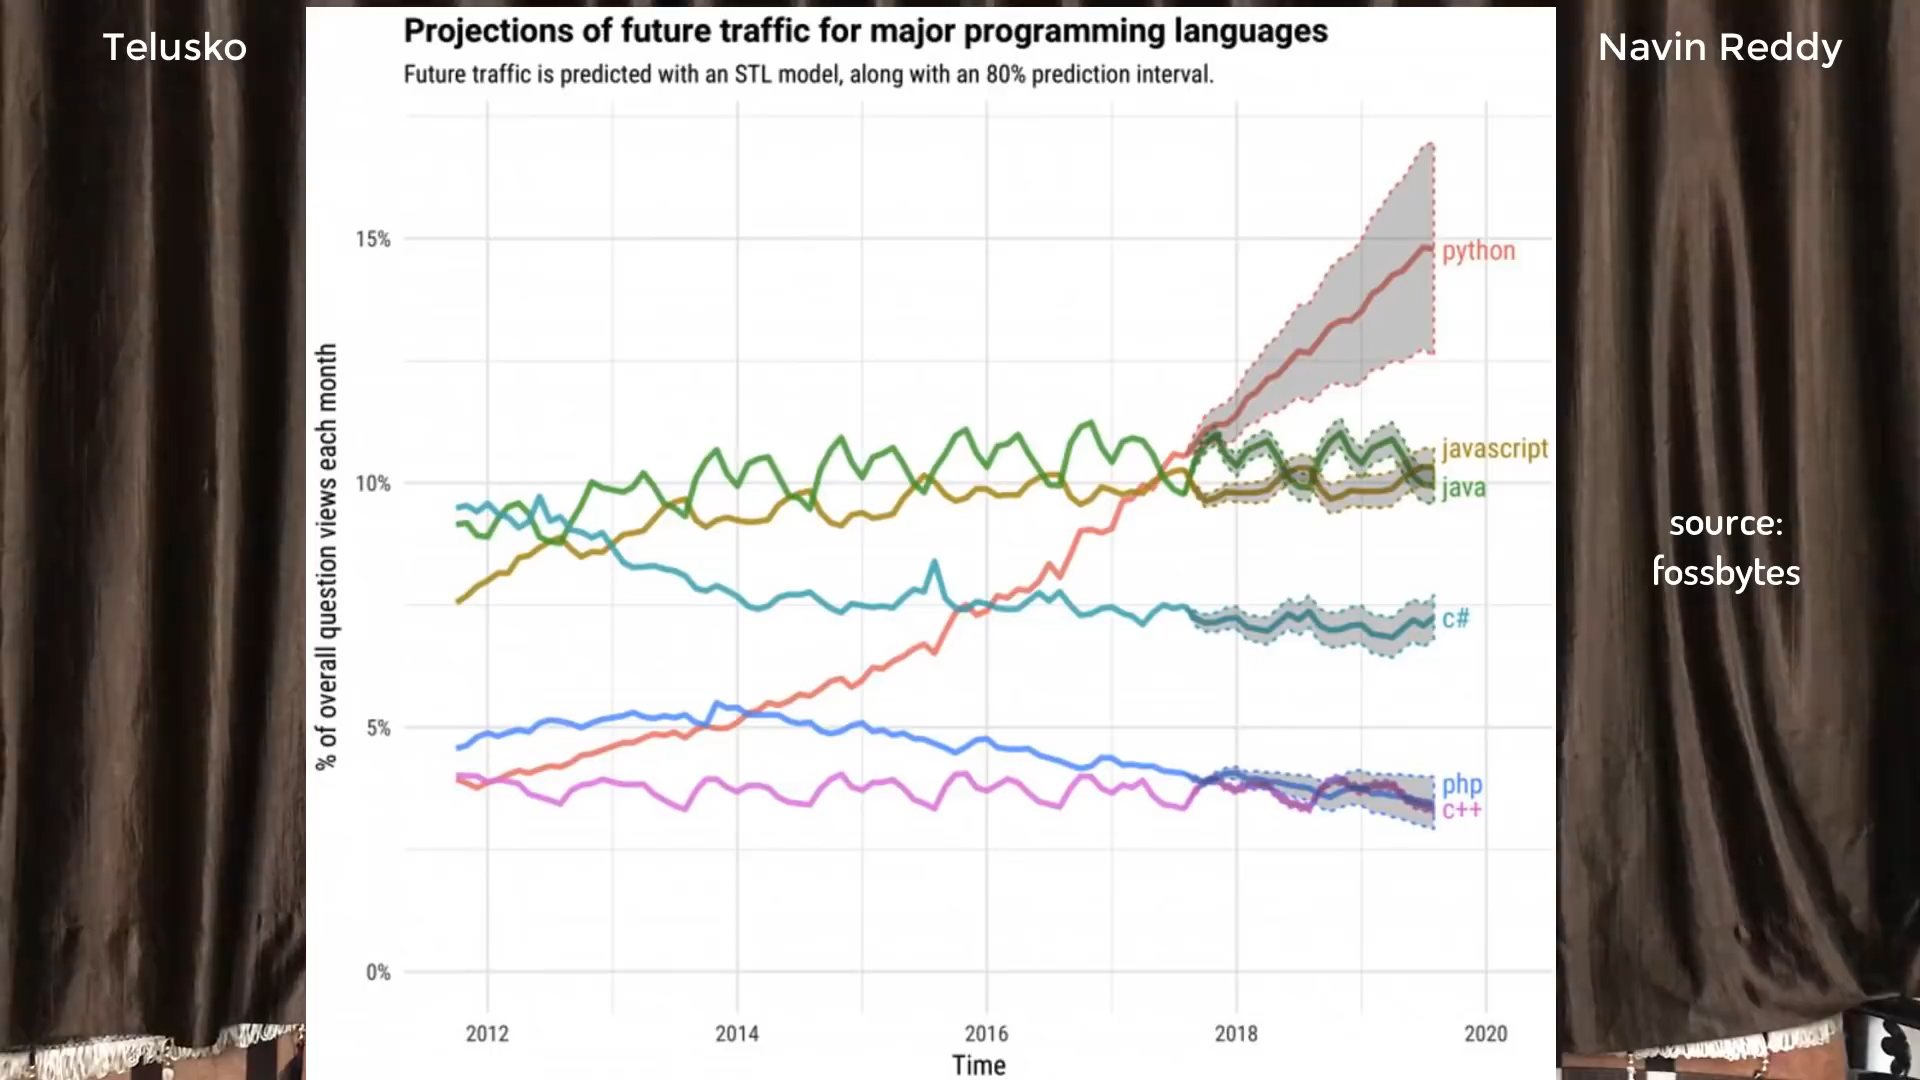 Telusko
Navin Reddy
Projections of future traffic for major programming languages
Future traffic is predicted with an STL model, along with an 80% prediction interval.
% of overall question views each month
15%
10%
5%
0%
python
javascript
java
c#
php
c++
2012
2014
2016
2018
2020
Time
source:
fossbytes